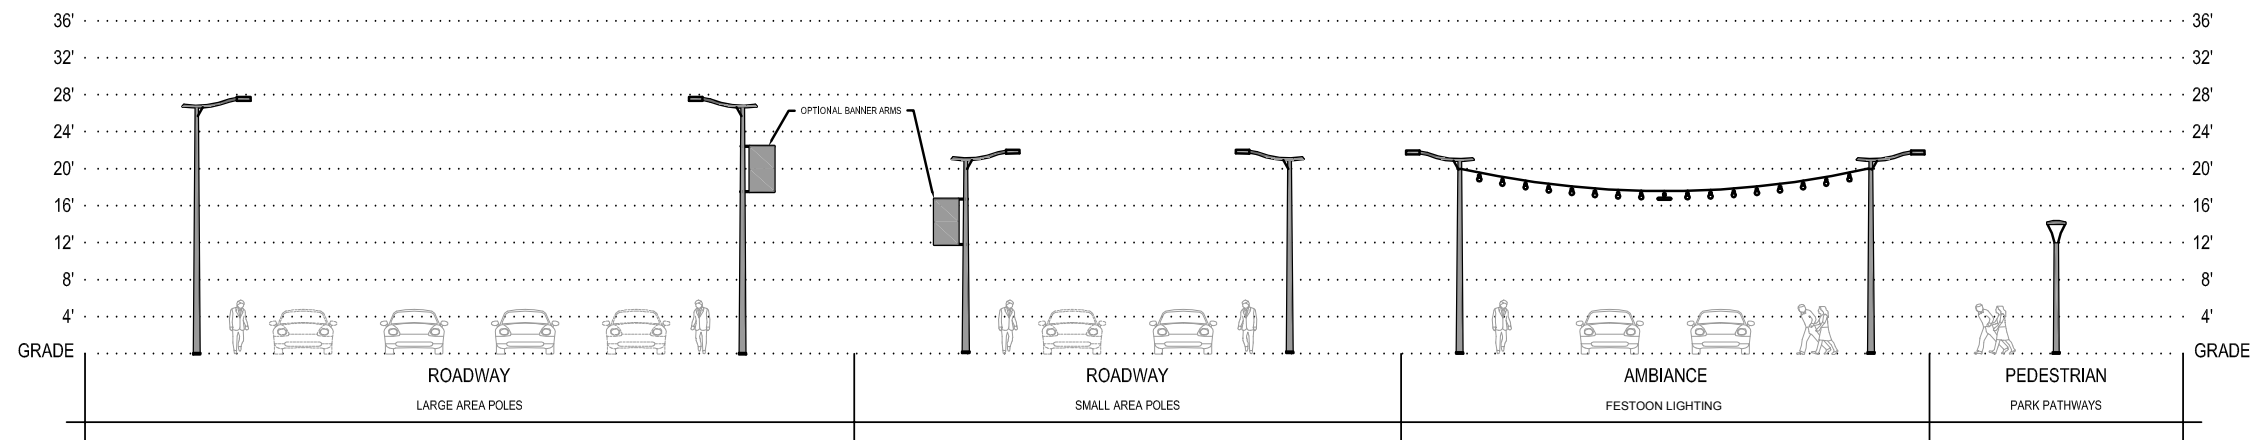 36' 36'
32' 32'
28' 28'
OPTIONAL BANNER ARMS
24' 24'
20' 20'
16' 16'
12' 12'
8' 8'
4' 4'
GRADE GRADE
ROADWAY ROADWAY AMBIANCE PEDESTRIAN
LARGE AREA POLES SMALL AREA POLES FESTOON LIGHTING PARK PATHWAYS